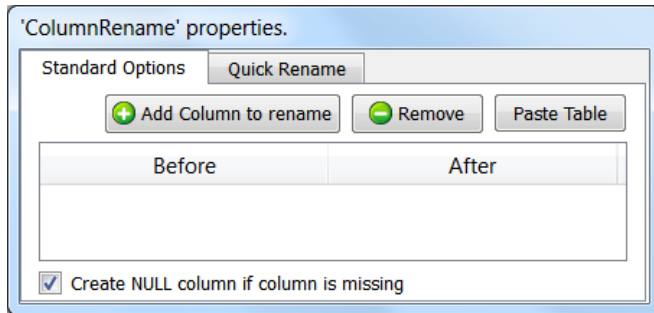 'ColumnRename' properties.
Standard Options Quick Rename
Add Column to rename Remove Paste Table
Before After
Create NULL column if column is missing